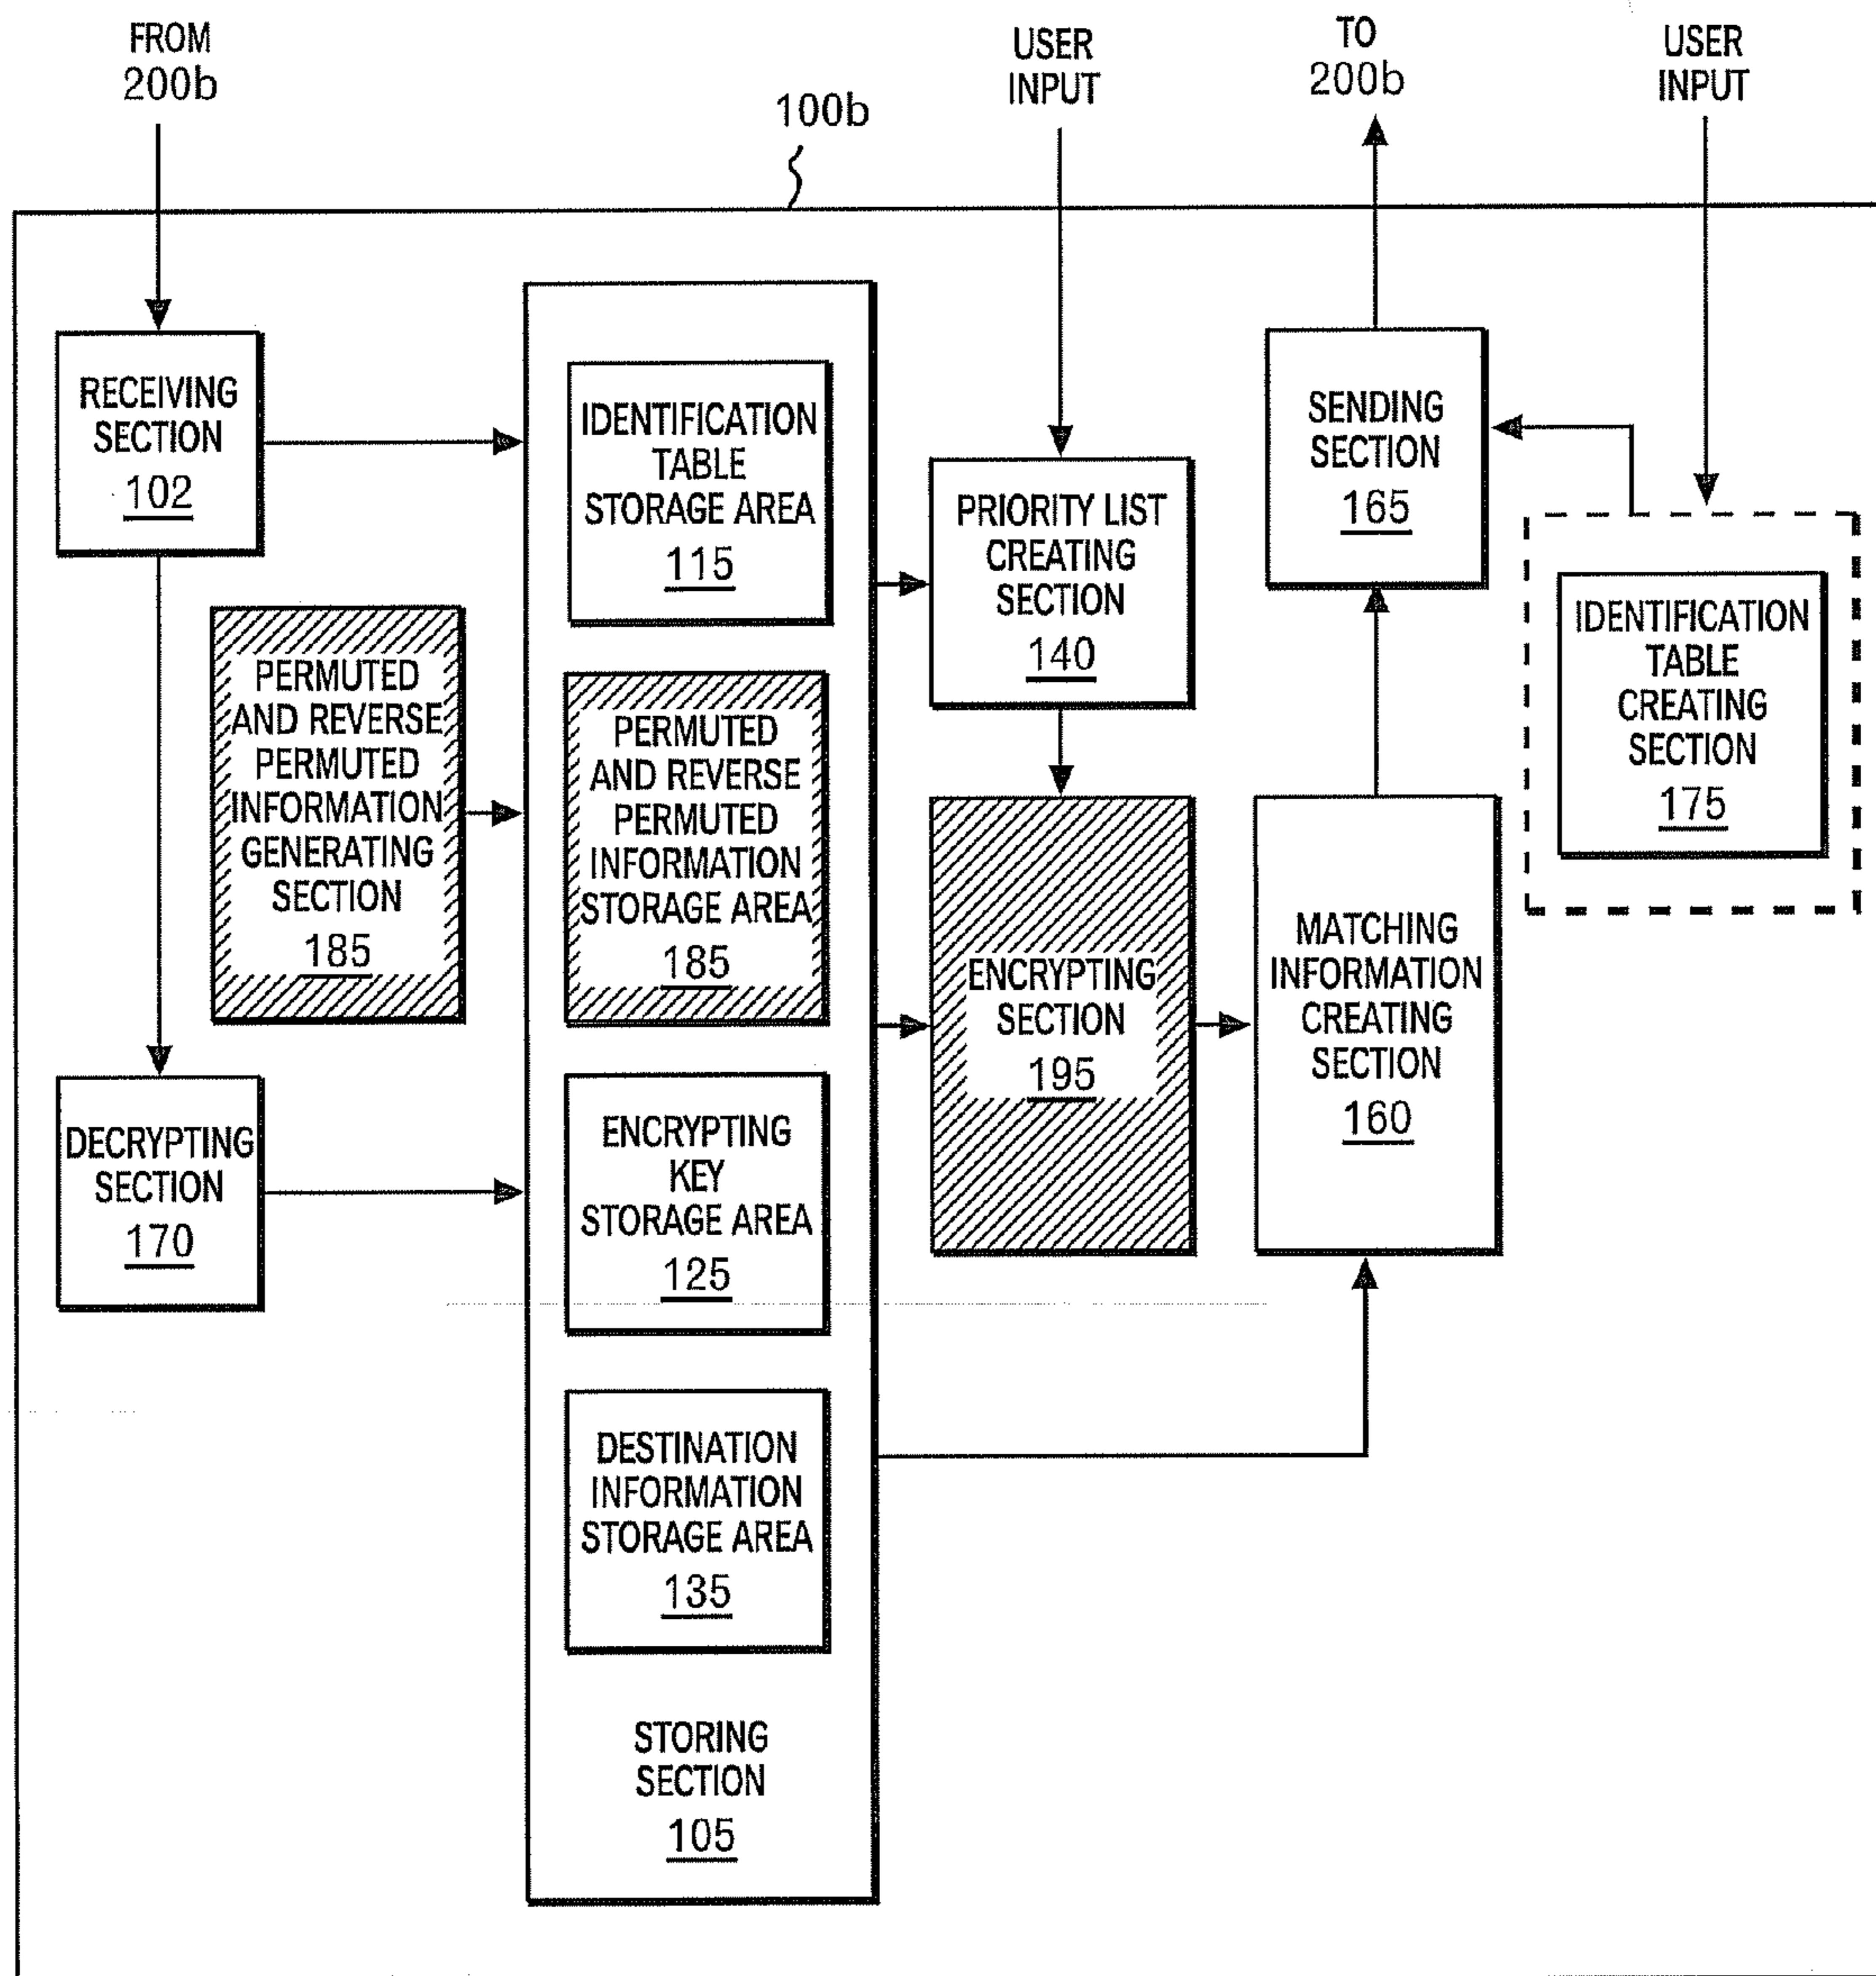 FROM
200b
100b
USER
INPUT
TO
200b
USER
INPUT
RECEIVING
SECTION
102
IDENTIFICATION
TABLE
STORAGE AREA
115
PRIORITY LIST
CREATING
SECTION
140
SENDING
SECTION
165
IDENTIFICATION
TABLE
CREATING
SECTION
175
PERMUTED
AND REVERSE
PERMUTED
INFORMATION
GENERATING
SECTION
185
PERMUTED
AND REVERSE
PERMUTED
INFORMATION
STORAGE AREA
185
ENCRYPTING
SECTION
195
MATCHING
INFORMATION
CREATING
SECTION
160
DECRYPTING
SECTION
170
ENCRYPTING
KEY
STORAGE AREA
125
DESTINATION
INFORMATION
STORAGE AREA
135
STORING
SECTION
105